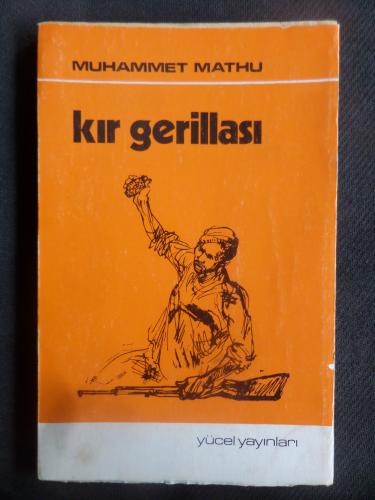 MUHAMMET MATHU
kır gerillası
yücel yayınları